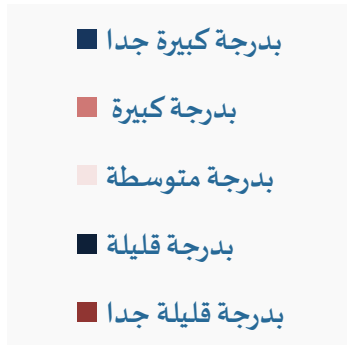 بدرجة كبيرة جدا
بدرجة كبيرة
بدرجة متوسطة
بدرجة قليلة
بدرجة قليلة جدا